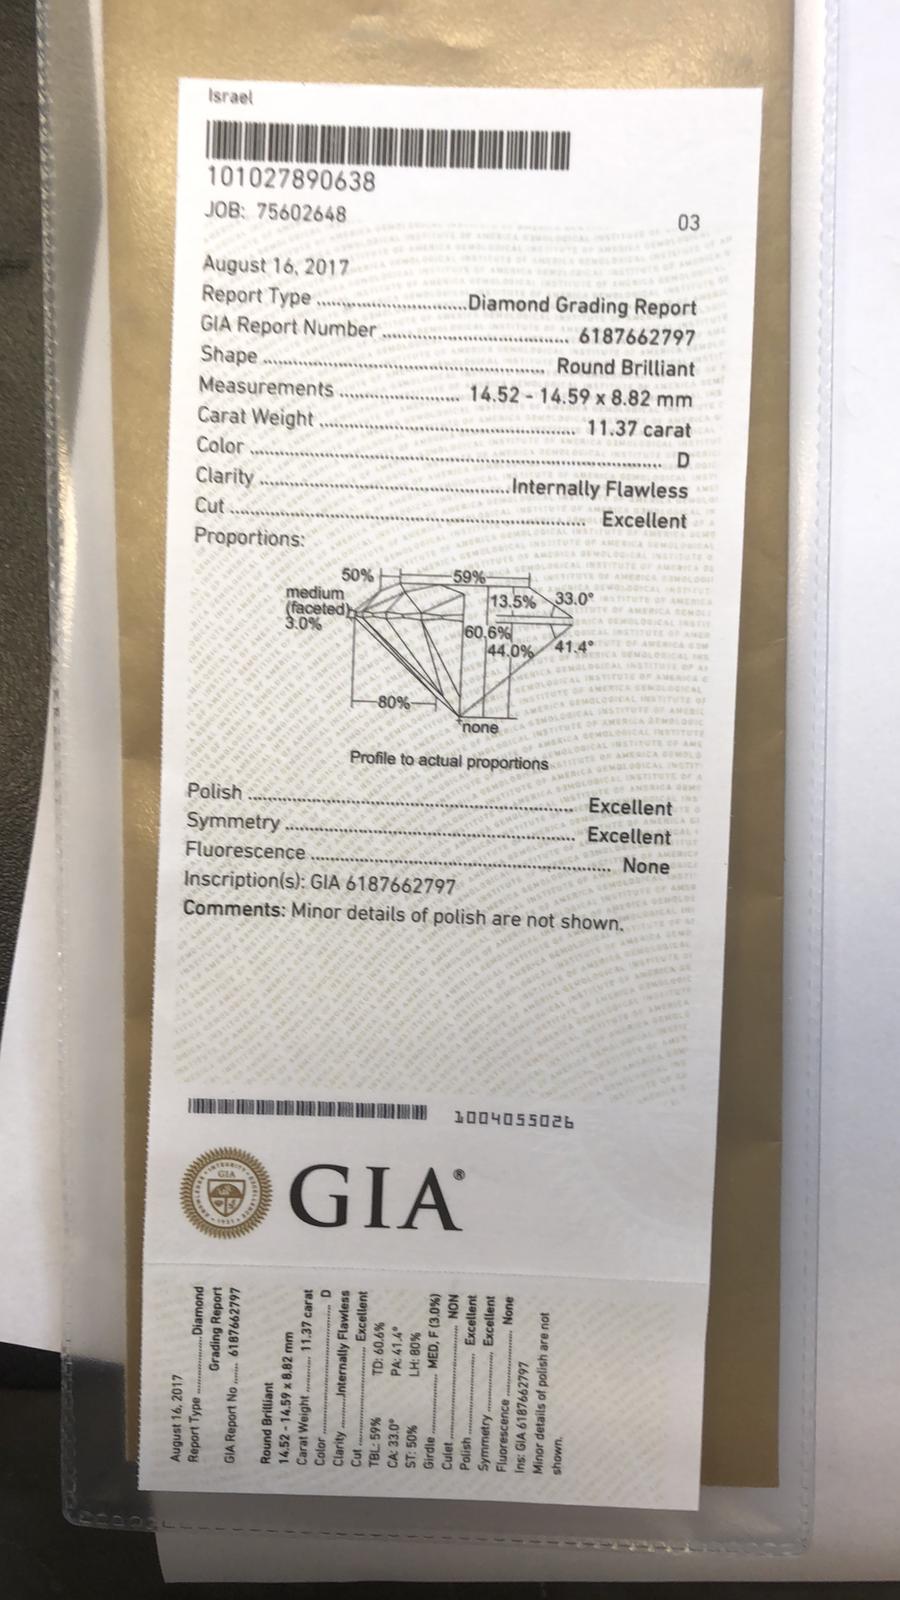 Israel
101027890638
JOB: 75602648
03
August 16, 2017
Report Type ............................Diamond Grading Report
GIA Report Number ................................... 6187662797
Shape ..................................................... Round Brilliant
Measurements ...................... 14.52 - 14.59 x 8.82 mm
Carat Weight ................................................ 11.37 carat
Color ........................................................................... D
Clarity ..............................................Internally Flawless
Cut .................................................................. Excellent
Proportions:
50%
59%
medium
(faceted)
3.0%
13.5%
33.0°
60.6%
44.0%
41.4°
80%
none
Profile to actual proportions
Polish ............................................................ Excellent
Symmetry ..................................................... Excellent
Fluorescence ....................................................... None
Inscription(s): GIA 6187662797
Comments: Minor details of polish are not shown.
1004055026
GIA®
August 16, 2017
Report Type ................Diamond
Grading Report
GIA Report No ...... 6187662797
Round Brilliant
14.52 - 14.59 x 8.82 mm
Carat Weight .......... 11.37 carat
Color ................................... D
Clarity .........Internally Flawless
Cut ............................ Excellent
TBL: 59% TD: 60.6%
CA: 33.0° PA: 41.4°
ST: 50% LH: 80%
Girdle .................. MED, F (3.0%)
Culet ............................... NON
Polish ........................ Excellent
Symmetry .................. Excellent
Fluorescence .................... None
Ins: GIA 6187662797
Minor details of polish are not
shown.